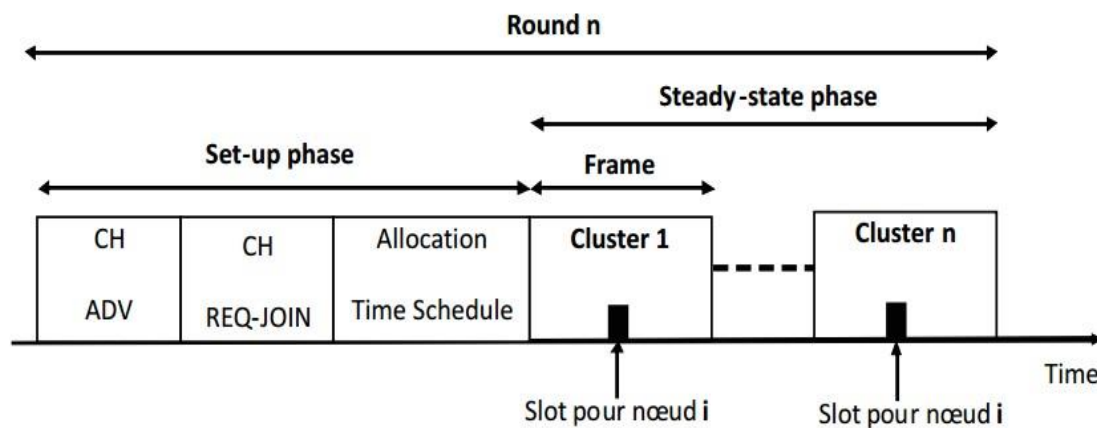 Round n
Steady-state phase
Set-up phase
Frame
CH
ADV
CH
REQ-JOIN
Allocation
Time Schedule
Cluster 1
Cluster n
Time
Slot pour nœud i
Slot pour nœud i